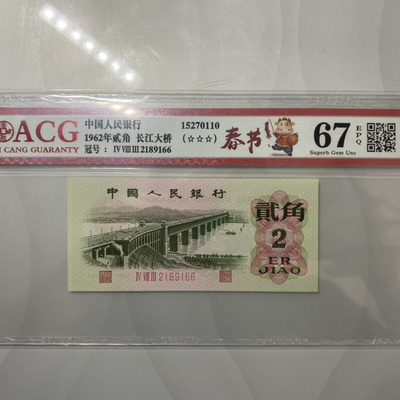 ACG
CANG GUARANTY
中国人民银行
1962年贰角 长江大桥
冠号： IV VIII III 2189166
15270110
(☆☆☆)
春节
67
EPQ
Superb Gem Unc
中國人民銀行
貳角
2
ER
JIAO
IV VIII III 2189166